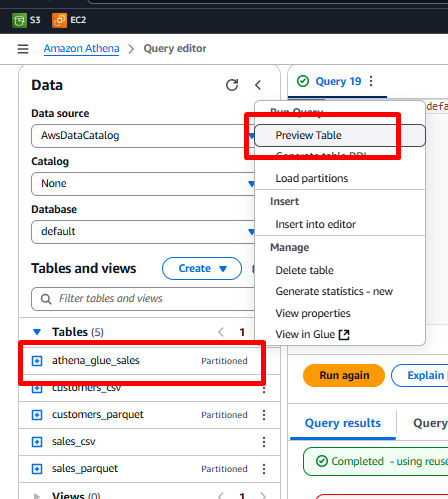 S3 EC2
Amazon Athena > Query editor
Data
Query 19
Data source
AwsDataCatalog
Catalog
None
Database
default
Tables and views
Create
Filter tables and views
Tables (5)
1
athena_glue_sales Partitioned
customers_csv
customers_parquet Partitioned
sales_csv
sales_parquet Partitioned
Views (0)
1
Run Query
Preview Table
Generate table DDL
Load partitions
Insert
Insert into editor
Manage
Delete table
Generate statistics - new
View properties
View in Glue
Run again
Explain
Query results
Query
Completed - using reuse